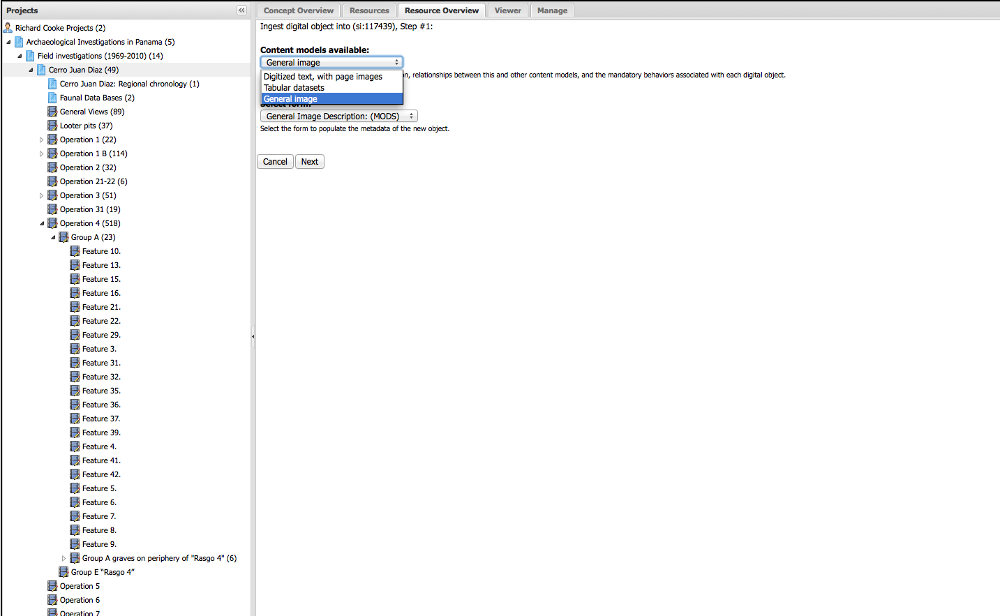 Projects
Richard Cooke Projects (2)
Archaeological Investigations in Panama (5)
Field investigations (1969-2010) (14)
Cerro Juan Diaz (49)
Cerro Juan Diaz: Regional chronology (1)
Faunal Data Bases (2)
General Views (89)
Looter pits (37)
Operation 1 (22)
Operation 1 B (114)
Operation 2 (32)
Operation 21-22 (6)
Operation 3 (51)
Operation 31 (19)
Operation 4 (518)
Group A (23)
Feature 10.
Feature 13.
Feature 15.
Feature 16.
Feature 21.
Feature 22.
Feature 29.
Feature 3.
Feature 31.
Feature 32.
Feature 35.
Feature 36.
Feature 37.
Feature 39.
Feature 4.
Feature 41.
Feature 42.
Feature 5.
Feature 6.
Feature 7.
Feature 8.
Feature 9.
Group A graves on periphery of "Rasgo 4" (6)
Group E “Rasgo 4”
Operation 5
Operation 6
Operation 7
Concept Overview Resources Resource Overview Viewer Manage
Ingest digital object into (si:117439), Step #1:
Content models available:
General image
Digitized text, with page images
n, relationships between this and other content models, and the mandatory behaviors associated with each digital object.
Tabular datasets
General image
Select form:
General Image Description: (MODS)
Select the form to populate the metadata of the new object.
Cancel Next